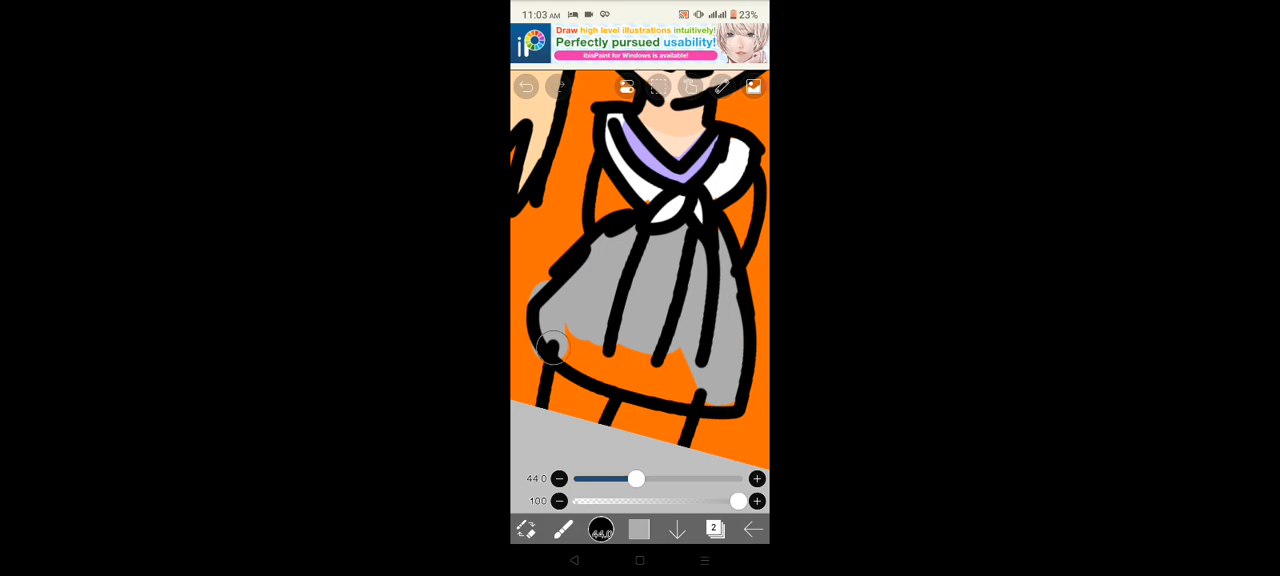 11:03 AM 23%
Draw high level illustrations intuitively!
iP Perfectly pursued usability!
ibisPaint for Windows is available!
44.0
100
44.0 2